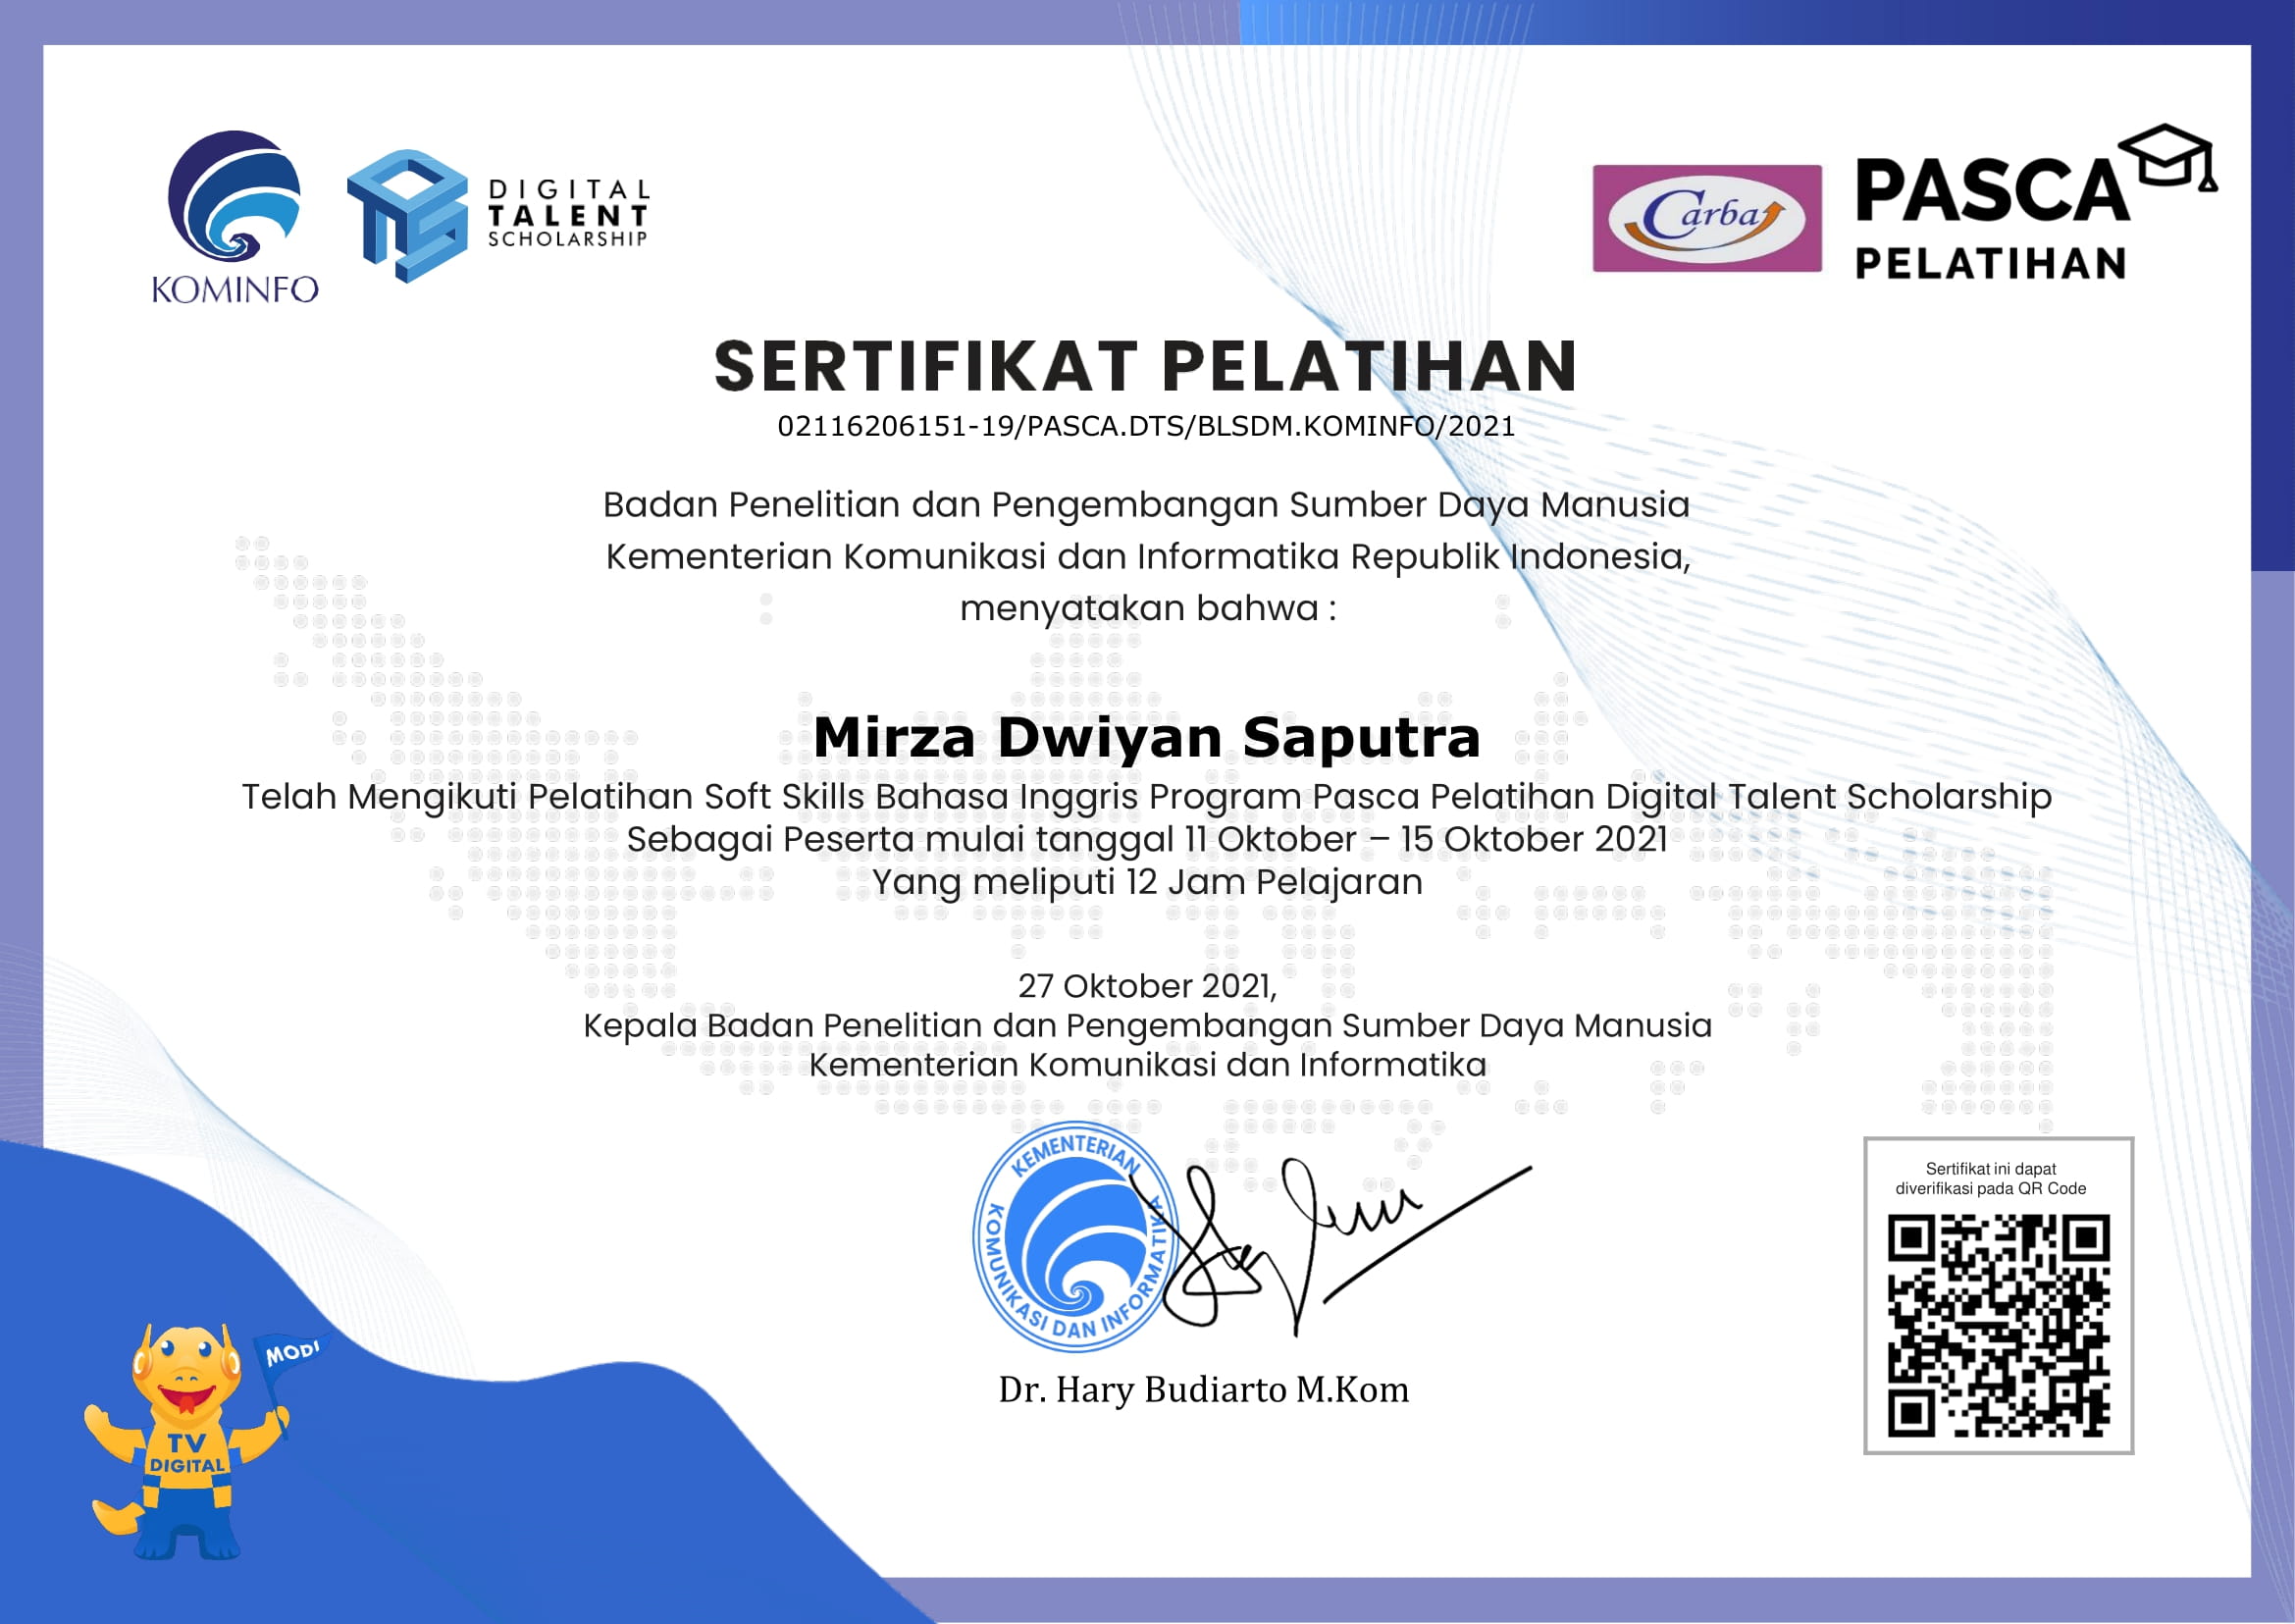 KOMINFO
DIGITAL
TALENT
SCHOLARSHIP
Carba
PASCA
PELATIHAN
SERTIFIKAT PELATIHAN
02116206151-19/PASCA.DTS/BLSDM.KOMINFO/2021
Badan Penelitian dan Pengembangan Sumber Daya Manusia
Kementerian Komunikasi dan Informatika Republik Indonesia,
menyatakan bahwa :
Mirza Dwiyan Saputra
Telah Mengikuti Pelatihan Soft Skills Bahasa Inggris Program Pasca Pelatihan Digital Talent Scholarship
Sebagai Peserta mulai tanggal 11 Oktober – 15 Oktober 2021
Yang meliputi 12 Jam Pelajaran
27 Oktober 2021,
Kepala Badan Penelitian dan Pengembangan Sumber Daya Manusia
Kementerian Komunikasi dan Informatika
KEMENTERIAN
KOMUNIKASI DAN INFORMATIKA
Dr. Hary Budiarto M.Kom
Sertifikat ini dapat
diverifikasi pada QR Code
MODI
TV
DIGITAL